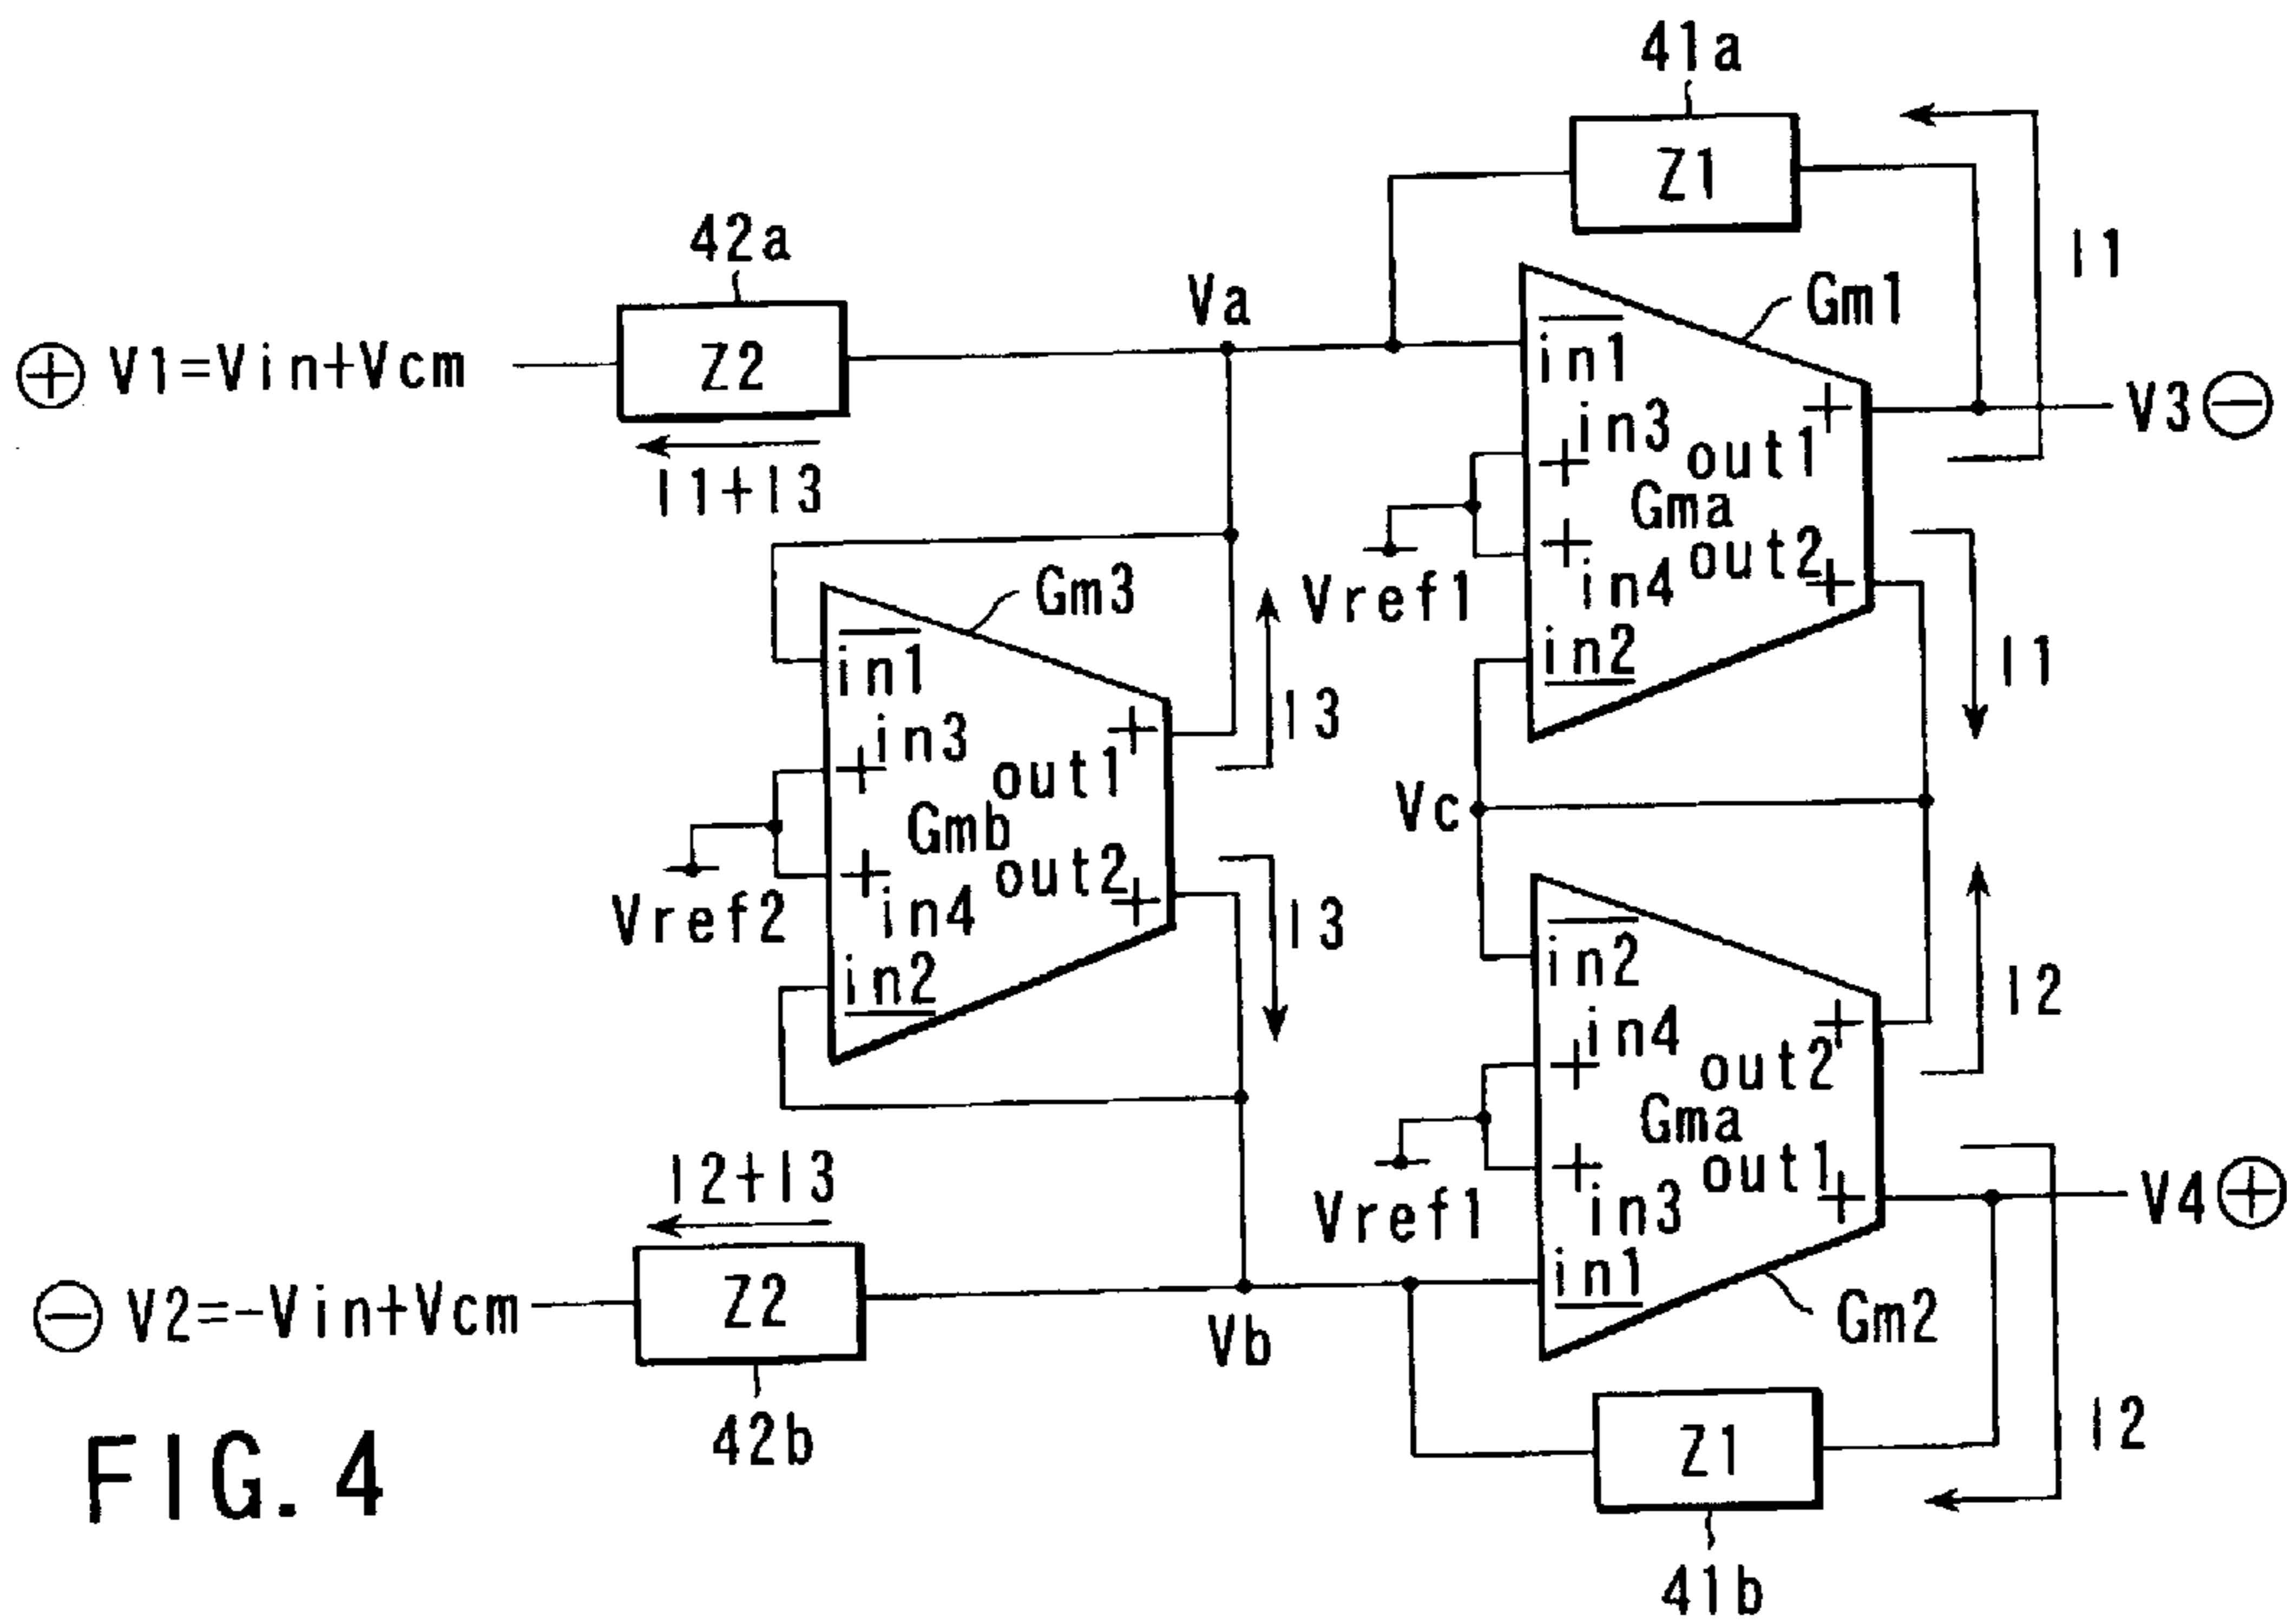 41a
Z1
I1
42a
Z2
Va
Gm1
⊕ V1=Vin+Vcm
I1+I3
in1
in3
+
out1
+
Gma
V3 ⊖
Vref1
+
out2
+
in4
in2
I1
Gm3
in1
in3
+
out1
+
I3
Gmb
Vref2
+
out2
+
in4
in2
I3
Vc
in2
in4
+
out2
+
I2
Gma
Vref1
+
out1
+
in3
in1
V4 ⊕
Gm2
I2+I3
Z2
⊖ V2=-Vin+Vcm
Vb
42b
Z1
I2
41b
FIG. 4